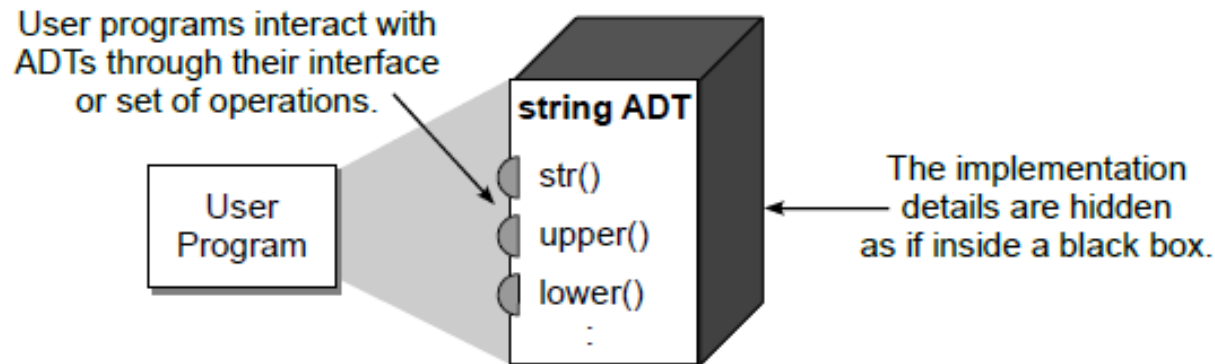 User programs interact with
ADTs through their interface
or set of operations.
User
Program
string ADT
str()
upper()
lower()
:
The implementation
details are hidden
as if inside a black box.